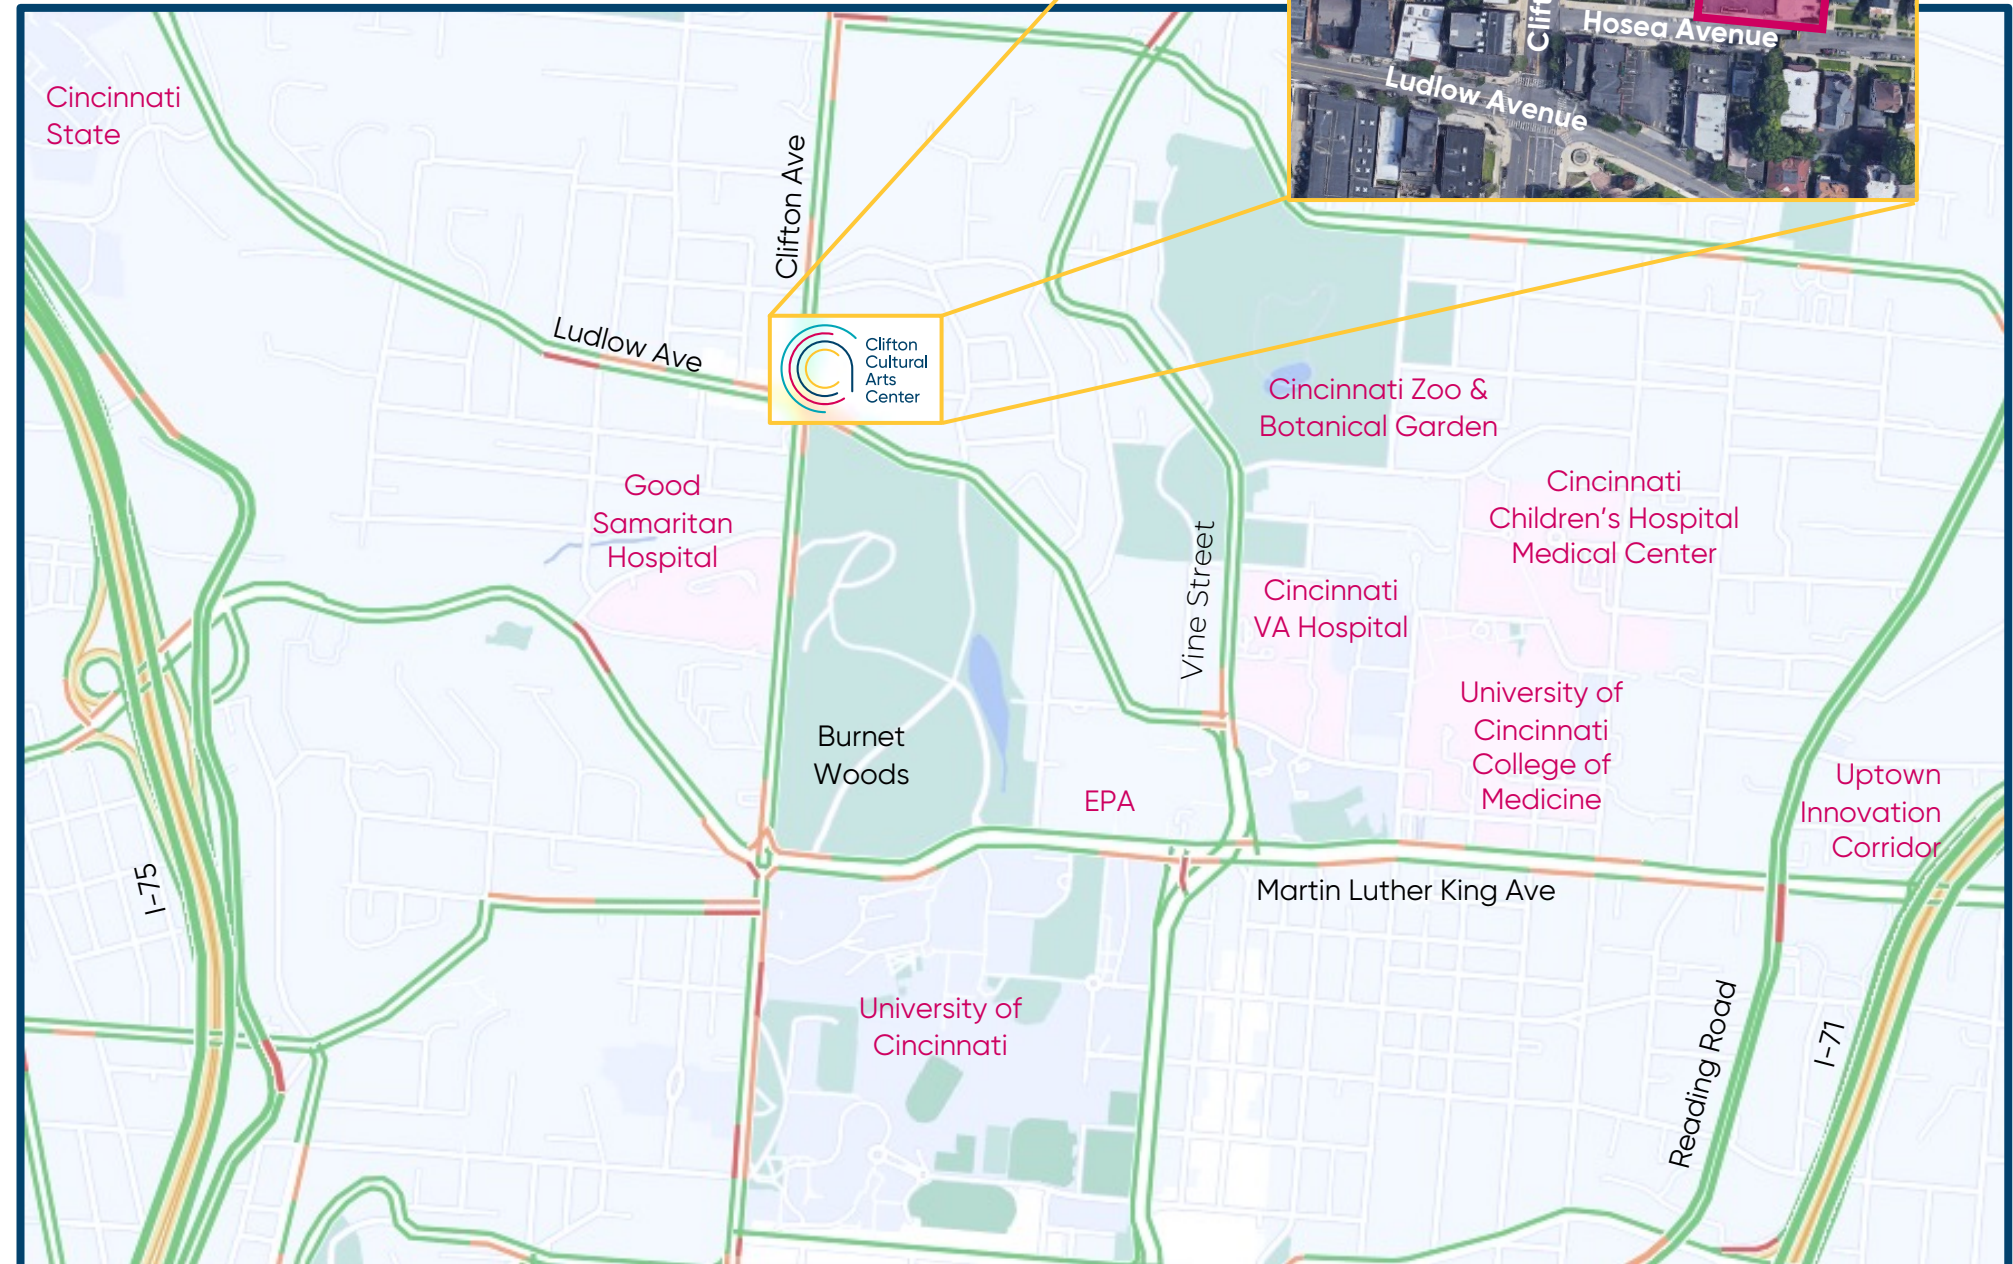 Clift
Hosea Avenue
Ludlow Avenue
Cincinnati
State
Clifton Ave
Ludlow Ave
Clifton
Cultural
Arts
Center
Cincinnati Zoo &
Botanical Garden
Good
Samaritan
Hospital
Cincinnati
Children's Hospital
Medical Center
Vine Street
Cincinnati
VA Hospital
University of
Cincinnati
College of
Medicine
Burnet
Woods
EPA
Uptown
Innovation
Corridor
I-75
Martin Luther King Ave
University of
Cincinnati
Reading Road
I-71